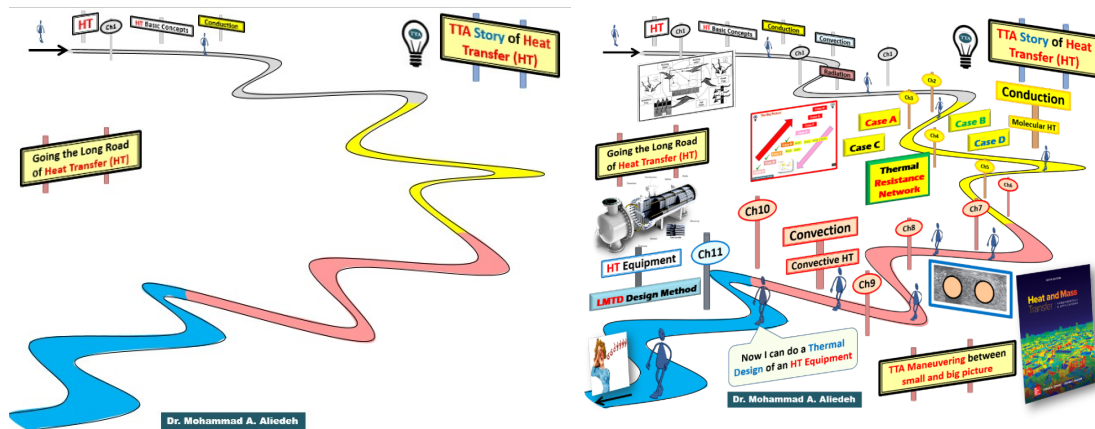 HT
Ch1
HT Basic Concepts
Conduction
TTA
TTA Story of Heat
Transfer (HT)
Going the Long Road
of Heat Transfer (HT)
Dr. Mohammad A. Aliedeh
HT
Ch1
HT Basic Concepts
Conduction
Convection
Ch1
Radiation
Ch1
TTA
TTA Story of Heat
Transfer (HT)
Ch2
Ch3
Conduction
Molecular HT
Case A
Case B
Case C
Case D
Ch4
Thermal
Resistance
Network
Ch5
Ch6
Going the Long Road
of Heat Transfer (HT)
Ch7
Ch8
Ch10
Convection
Convective HT
Ch9
Ch11
HT Equipment
LMTD Design Method
Now I can do a Thermal
Design of an HT Equipment
Heat and Mass
Transfer
TTA Maneuvering between
small and big picture
Dr. Mohammad A. Aliedeh